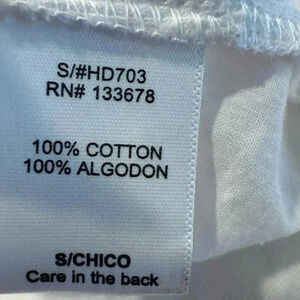 S/#HD703
RN# 133678
100% COTTON
100% ALGODON
S/CHICO
Care in the back